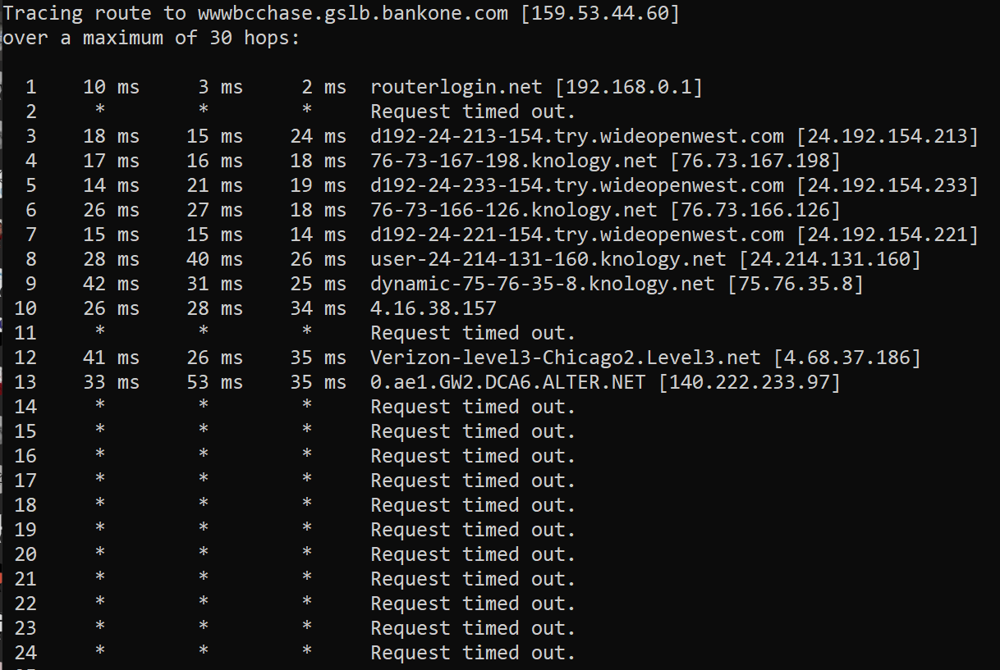 Tracing route to wwwbcchase.gslb.bankone.com [159.53.44.60]
over a maximum of 30 hops:
1 10 ms 3 ms 2 ms routerlogin.net [192.168.0.1]
2 * * * Request timed out.
3 18 ms 15 ms 24 ms d192-24-213-154.try.wideopenwest.com [24.192.154.213]
4 17 ms 16 ms 18 ms 76-73-167-198.knology.net [76.73.167.198]
5 14 ms 21 ms 19 ms d192-24-233-154.try.wideopenwest.com [24.192.154.233]
6 26 ms 27 ms 18 ms 76-73-166-126.knology.net [76.73.166.126]
7 15 ms 15 ms 14 ms d192-24-221-154.try.wideopenwest.com [24.192.154.221]
8 28 ms 40 ms 26 ms user-24-214-131-160.knology.net [24.214.131.160]
9 42 ms 31 ms 25 ms dynamic-75-76-35-8.knology.net [75.76.35.8]
10 26 ms 28 ms 34 ms 4.16.38.157
11 * * * Request timed out.
12 41 ms 26 ms 35 ms Verizon-level3-Chicago2.Level3.net [4.68.37.186]
13 33 ms 53 ms 35 ms 0.ae1.GW2.DCA6.ALTER.NET [140.222.233.97]
14 * * * Request timed out.
15 * * * Request timed out.
16 * * * Request timed out.
17 * * * Request timed out.
18 * * * Request timed out.
19 * * * Request timed out.
20 * * * Request timed out.
21 * * * Request timed out.
22 * * * Request timed out.
23 * * * Request timed out.
24 * * * Request timed out.